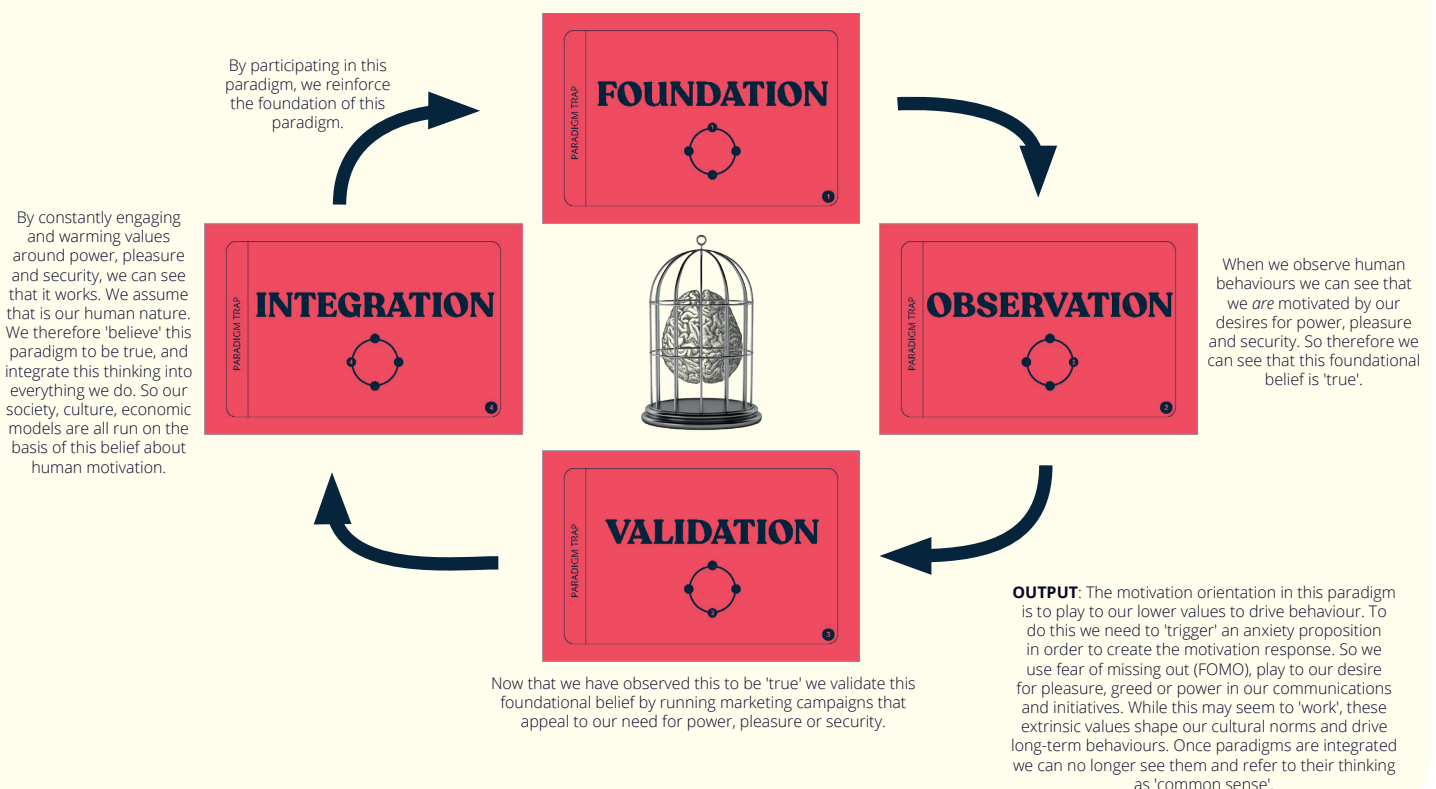 By participating in this
paradigm, we reinforce
the foundation of this
paradigm.
PARADIGM TRAP
FOUNDATION
1
1
By constantly engaging
and warming values
around power, pleasure
and security, we can see
that it works. We assume
that is our human nature.
We therefore 'believe' this
paradigm to be true, and
integrate this thinking into
everything we do. So our
society, culture, economic
models are all run on the
basis of this belief about
human motivation.
PARADIGM TRAP
INTEGRATION
4
4
PARADIGM TRAP
OBSERVATION
2
2
When we observe human
behaviours we can see that
we are motivated by our
desires for power, pleasure
and security. So therefore we
can see that this foundational
belief is 'true'.
PARADIGM TRAP
VALIDATION
3
3
Now that we have observed this to be 'true' we validate this
foundational belief by running marketing campaigns that
appeal to our need for power, pleasure or security.
OUTPUT: The motivation orientation in this paradigm
is to play to our lower values to drive behaviour. To
do this we need to 'trigger' an anxiety proposition
in order to create the motivation response. So we
use fear of missing out (FOMO), play to our desire
for pleasure, greed or power in our communications
and initiatives. While this may seem to 'work', these
extrinsic values shape our cultural norms and drive
long-term behaviours. Once paradigms are integrated
we can no longer see them and refer to their thinking
as 'common sense'.